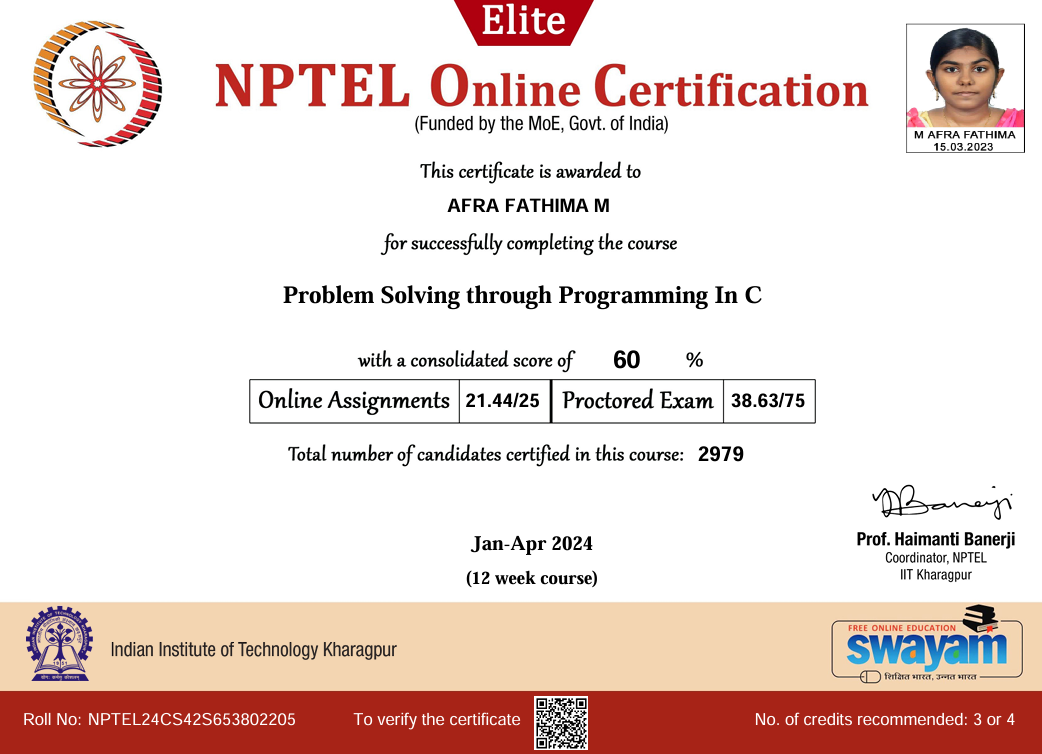 Elite
NPTEL Online Certification
(Funded by the MoE, Govt. of India)
M AFRA FATHIMA
15.03.2023
This certificate is awarded to
AFRA FATHIMA M
for successfully completing the course
Problem Solving through Programming In C
with a consolidated score of 60 %
Online Assignments 21.44/25 Proctored Exam 38.63/75
Total number of candidates certified in this course: 2979
Banerji
Prof. Haimanti Banerji
Coordinator, NPTEL
IIT Kharagpur
Jan-Apr 2024
(12 week course)
Indian Institute of Technology Kharagpur
FREE ONLINE EDUCATION
swayam
शिक्षित भारत, उन्नत भारत
Roll No: NPTEL24CS42S653802205 To verify the certificate No. of credits recommended: 3 or 4